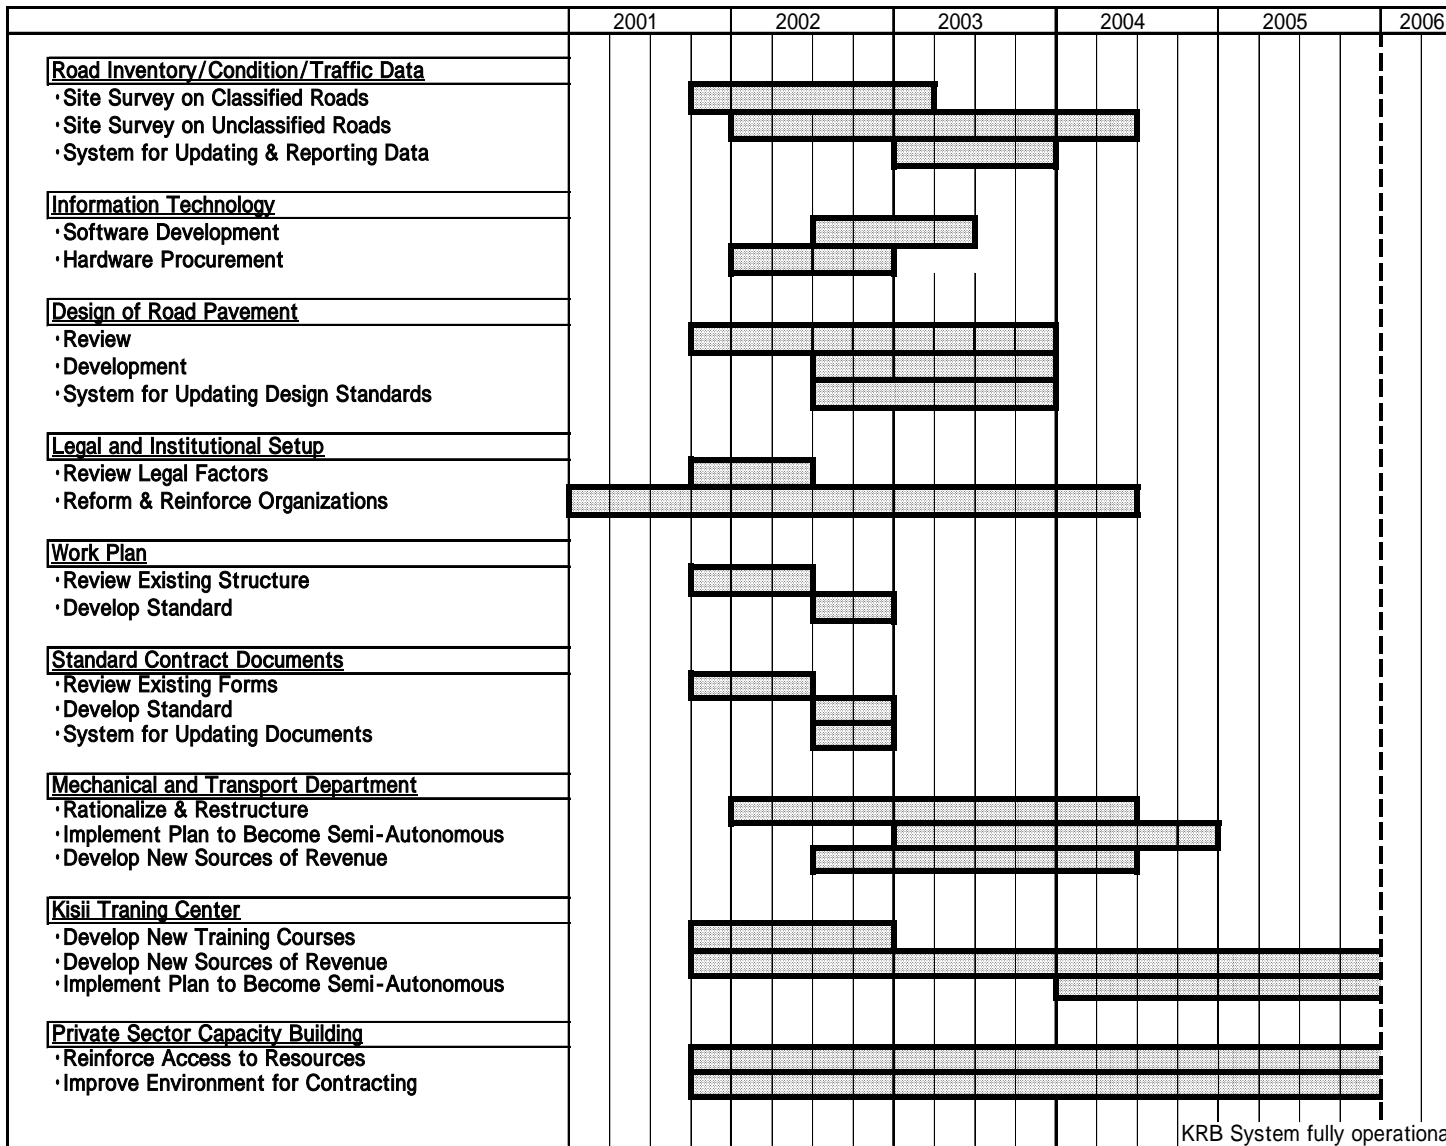 2001 2002 2003 2004 2005 2006
Road Inventory/Condition/Traffic Data
・Site Survey on Classified Roads
・Site Survey on Unclassified Roads
・System for Updating & Reporting Data
Information Technology
・Software Development
・Hardware Procurement
Design of Road Pavement
・Review
・Development
・System for Updating Design Standards
Legal and Institutional Setup
・Review Legal Factors
・Reform & Reinforce Organizations
Work Plan
・Review Existing Structure
・Develop Standard
Standard Contract Documents
・Review Existing Forms
・Develop Standard
・System for Updating Documents
Mechanical and Transport Department
・Rationalize & Restructure
・Implement Plan to Become Semi-Autonomous
・Develop New Sources of Revenue
Kisii Traning Center
・Develop New Training Courses
・Develop New Sources of Revenue
・Implement Plan to Become Semi-Autonomous
Private Sector Capacity Building
・Reinforce Access to Resources
・Improve Environment for Contracting
KRB System fully operationa